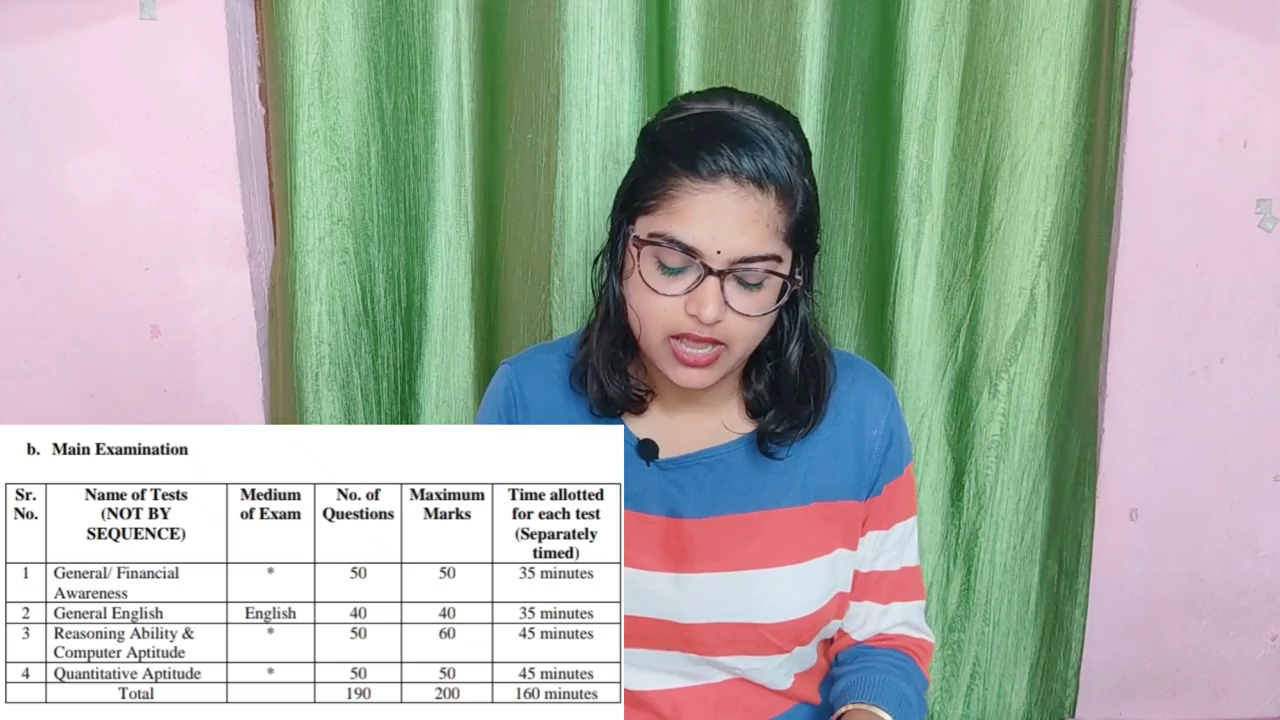 b. Main Examination
Sr. No. Name of Tests (NOT BY SEQUENCE) Medium of Exam No. of Questions Maximum Marks Time allotted for each test (Separately timed)
1 General/ Financial Awareness * 50 50 35 minutes
2 General English English 40 40 35 minutes
3 Reasoning Ability & Computer Aptitude * 50 60 45 minutes
4 Quantitative Aptitude * 50 50 45 minutes
Total 190 200 160 minutes